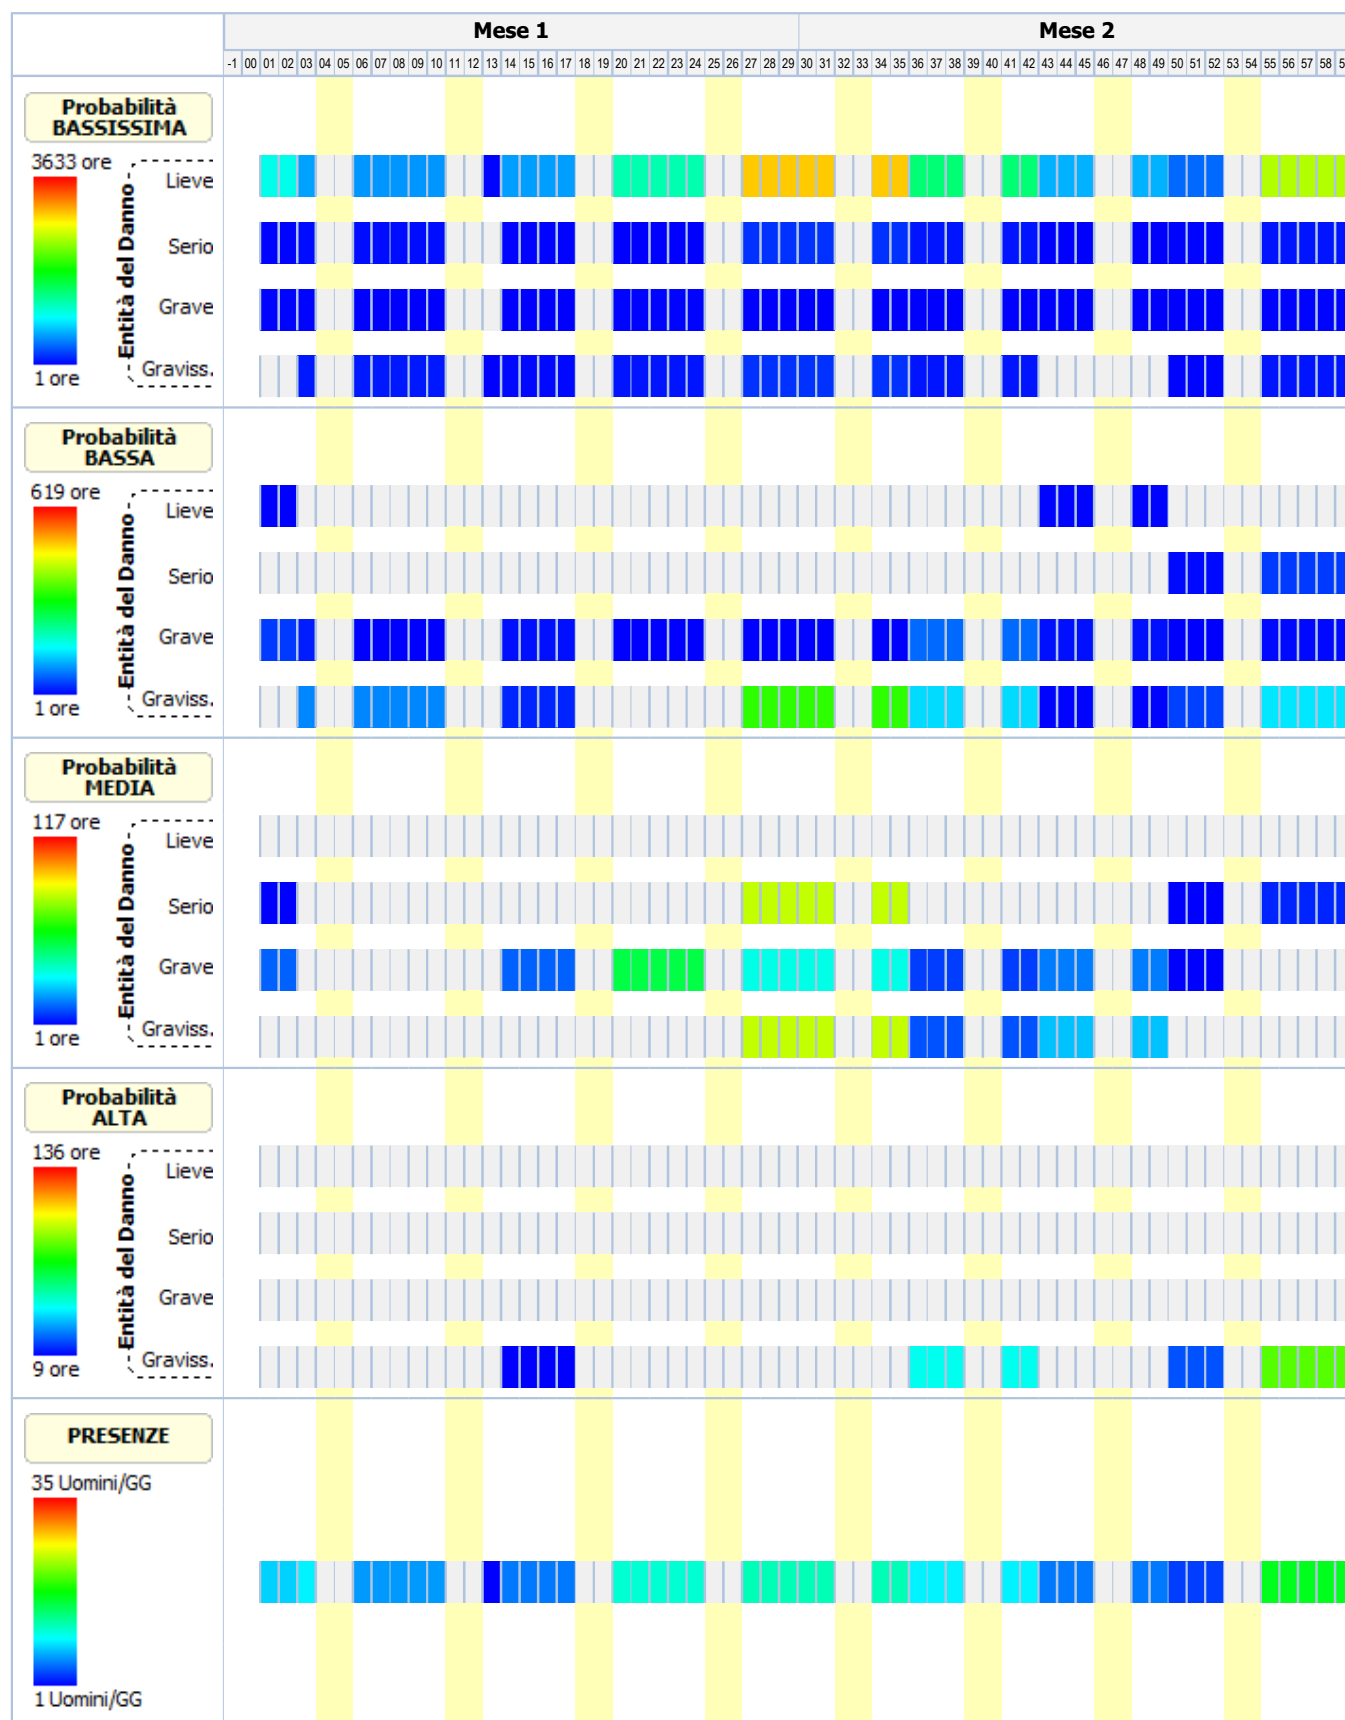 Mese 1 Mese 2
-1 00 01 02 03 04 05 06 07 08 09 10 11 12 13 14 15 16 17 18 19 20 21 22 23 24 25 26 27 28 29 30 31 32 33 34 35 36 37 38 39 40 41 42 43 44 45 46 47 48 49 50 51 52 53 54 55 56 57 58 5
Probabilità
BASSISSIMA
3633 ore
Entità del Danno
Lieve
Serio
Grave
Graviss.
1 ore
Probabilità
BASSA
619 ore
Entità del Danno
Lieve
Serio
Grave
Graviss.
1 ore
Probabilità
MEDIA
117 ore
Entità del Danno
Lieve
Serio
Grave
Graviss.
1 ore
Probabilità
ALTA
136 ore
Entità del Danno
Lieve
Serio
Grave
Graviss.
9 ore
PRESENZE
35 Uomini/GG
1 Uomini/GG